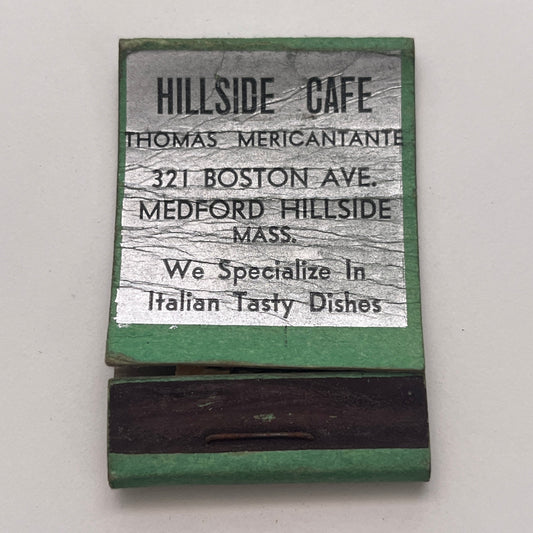 HILLSIDE CAFE
THOMAS MERICANTANTE
321 BOSTON AVE.
MEDFORD HILLSIDE
MASS.
We Specialize In
Italian Tasty Dishes